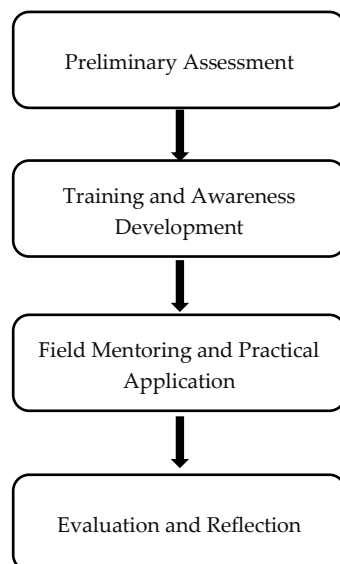 Preliminary Assessment
Training and Awareness
Development
Field Mentoring and Practical
Application
Evaluation and Reflection